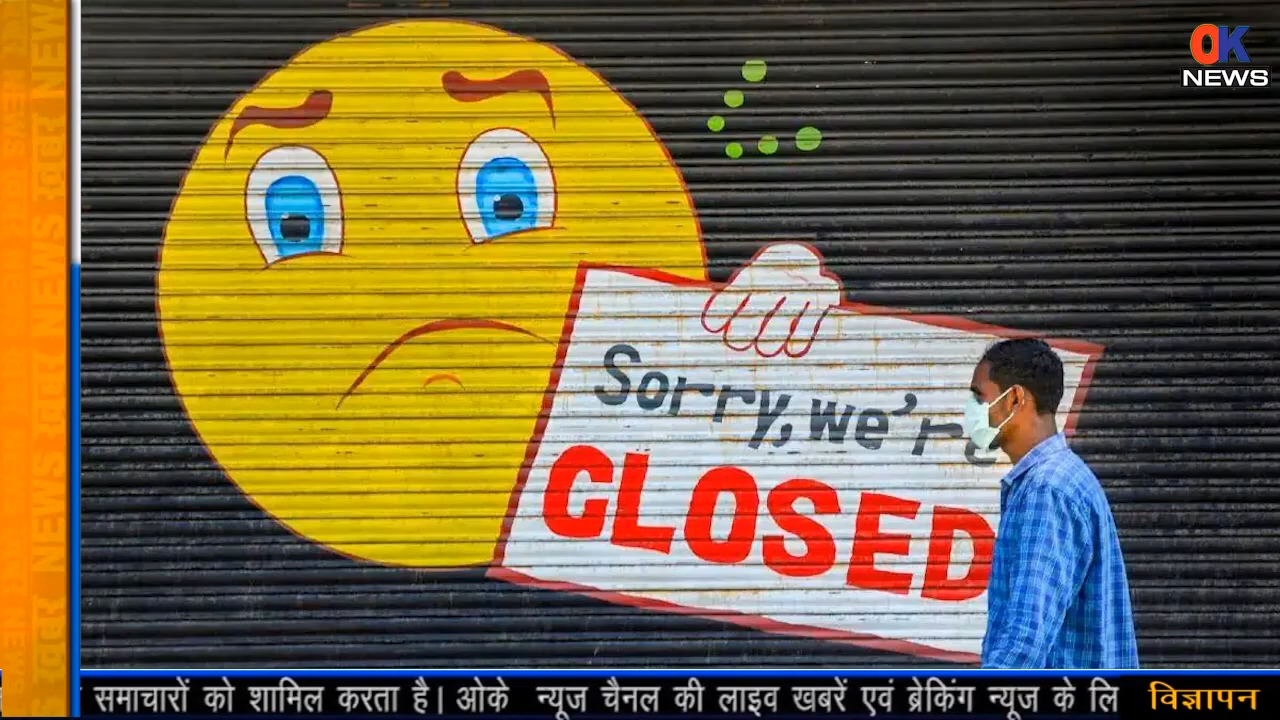 OK
NEWS
Sorry, we're
CLOSED
समाचारों को शामिल करता है। ओके न्यूज चैनल की लाइव खबरें एवं ब्रेकिंग न्यूज के लि
विज्ञापन